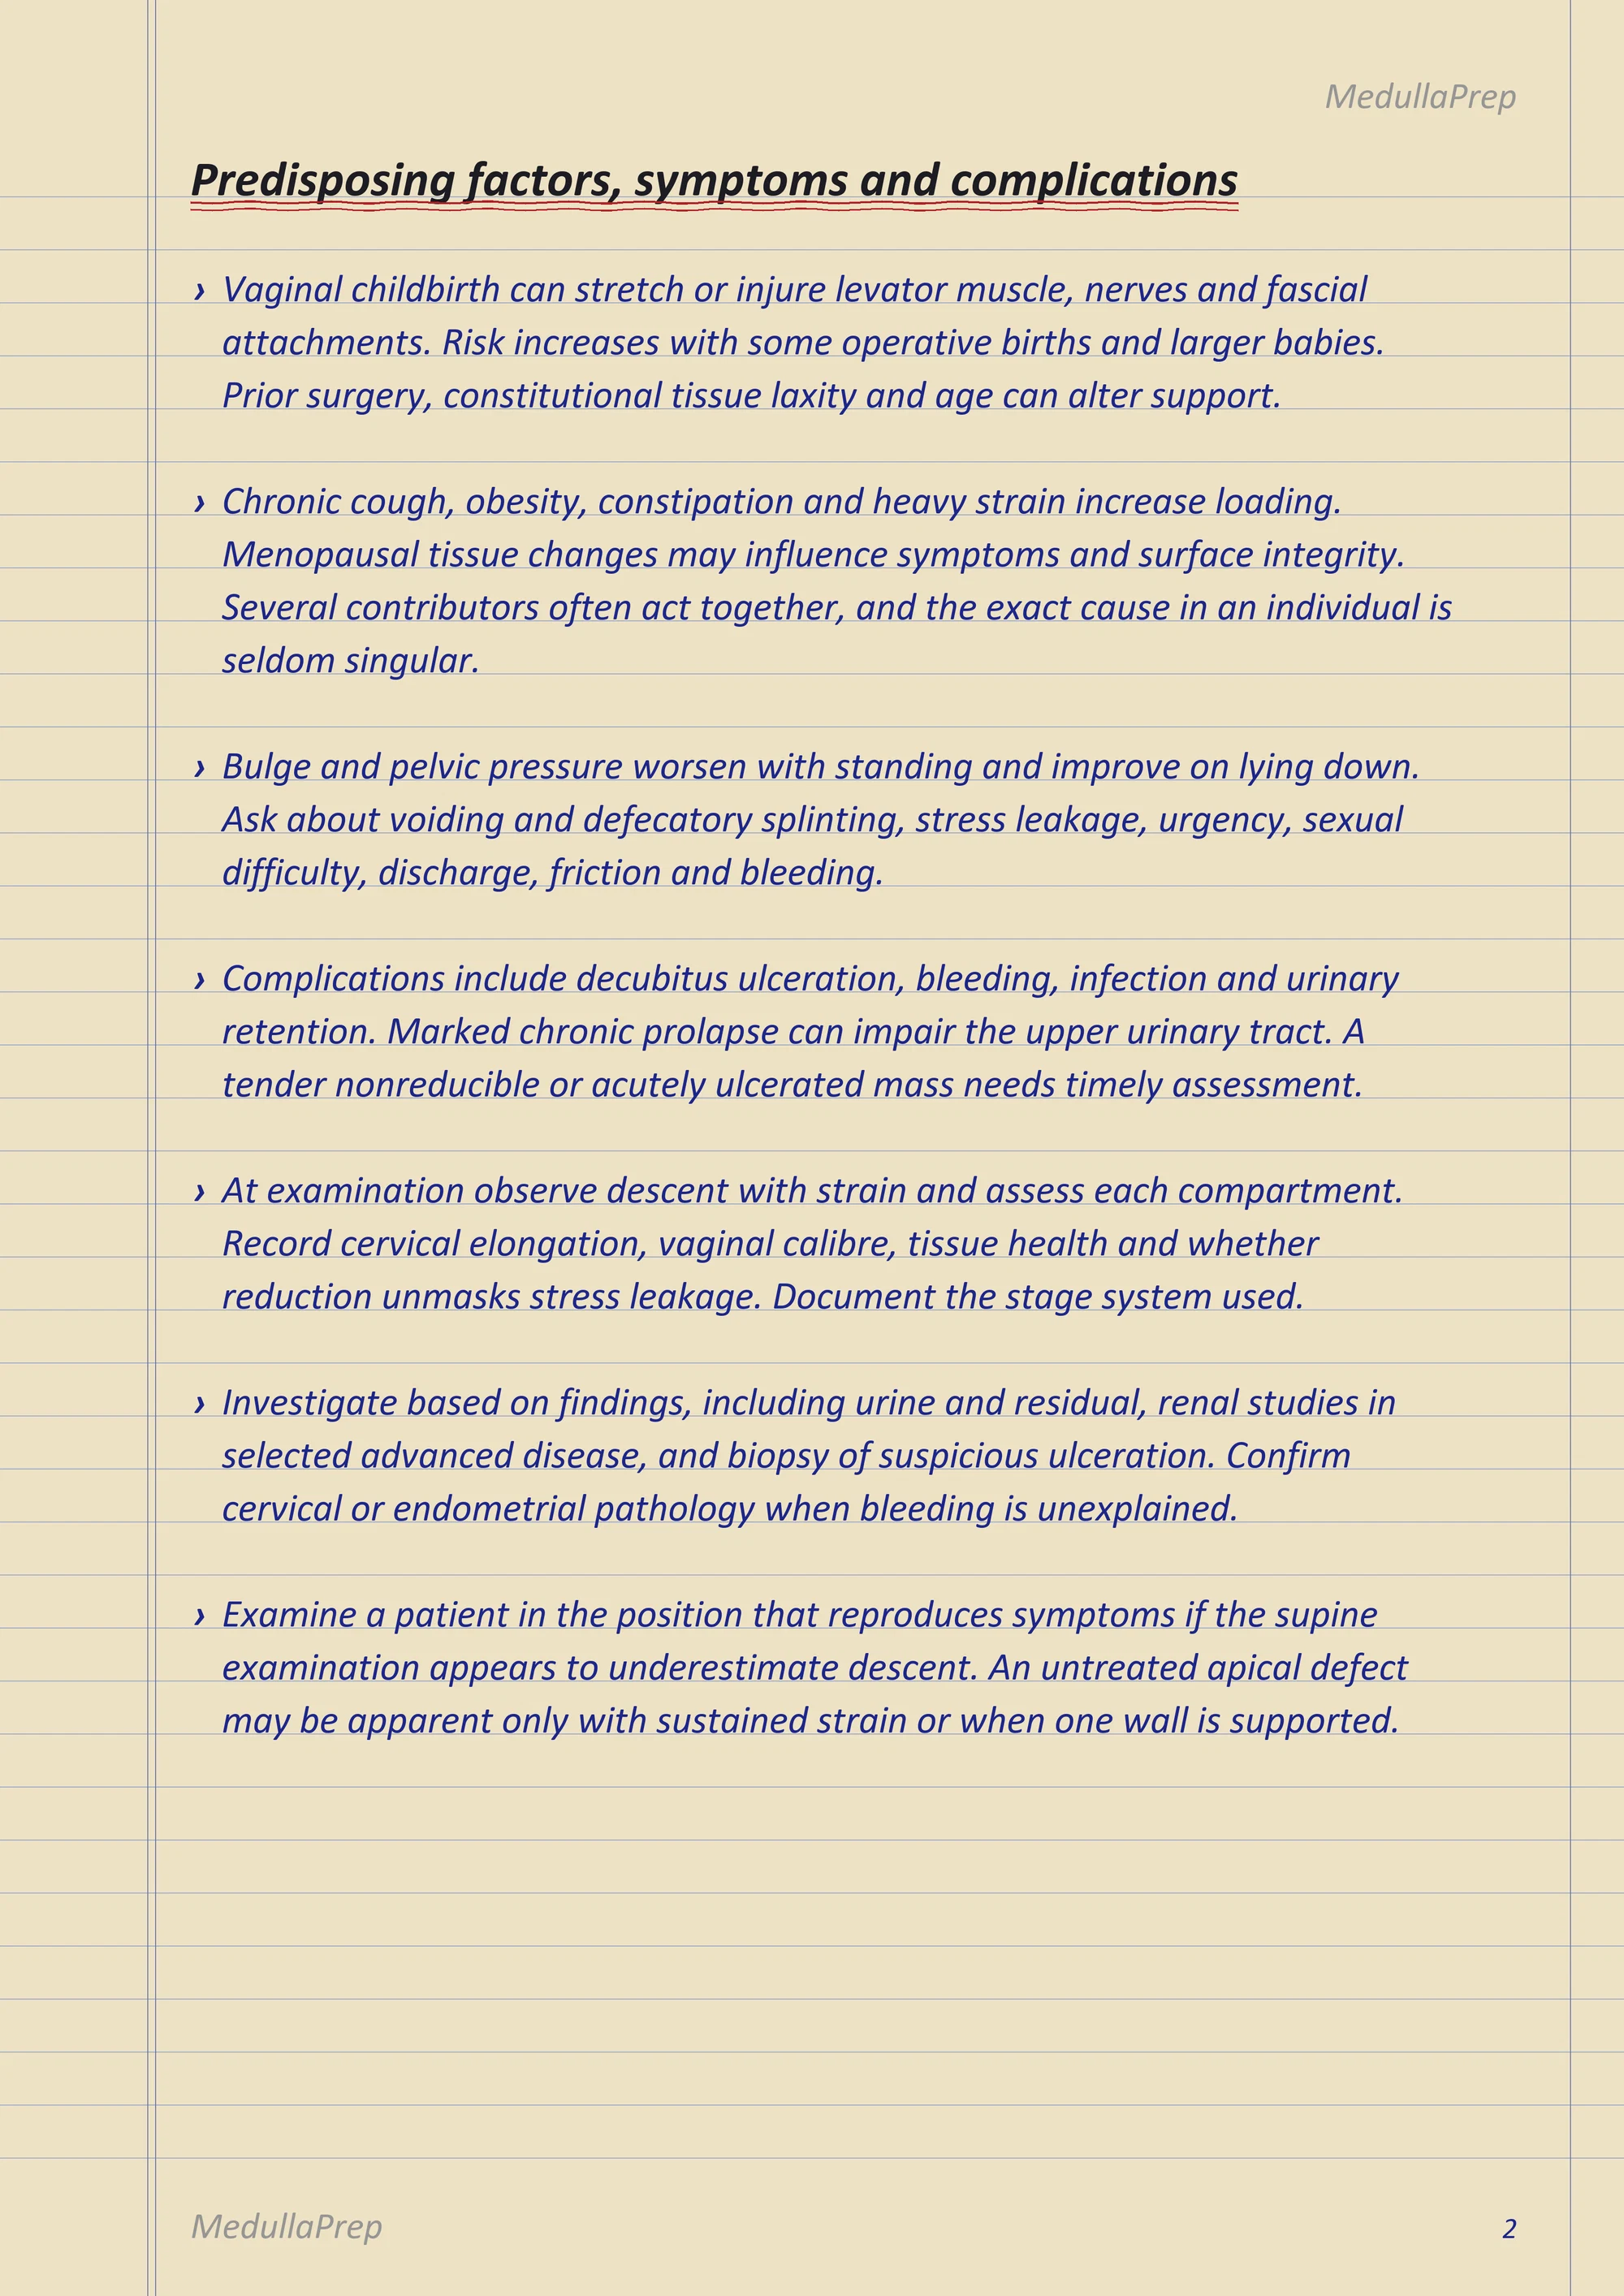 MedullaPrep
Predisposing factors, symptoms and complications
› Vaginal childbirth can stretch or injure levator muscle, nerves and fascial
attachments. Risk increases with some operative births and larger babies.
Prior surgery, constitutional tissue laxity and age can alter support.
› Chronic cough, obesity, constipation and heavy strain increase loading.
Menopausal tissue changes may influence symptoms and surface integrity.
Several contributors often act together, and the exact cause in an individual is
seldom singular.
› Bulge and pelvic pressure worsen with standing and improve on lying down.
Ask about voiding and defecatory splinting, stress leakage, urgency, sexual
difficulty, discharge, friction and bleeding.
› Complications include decubitus ulceration, bleeding, infection and urinary
retention. Marked chronic prolapse can impair the upper urinary tract. A
tender nonreducible or acutely ulcerated mass needs timely assessment.
› At examination observe descent with strain and assess each compartment.
Record cervical elongation, vaginal calibre, tissue health and whether
reduction unmasks stress leakage. Document the stage system used.
› Investigate based on findings, including urine and residual, renal studies in
selected advanced disease, and biopsy of suspicious ulceration. Confirm
cervical or endometrial pathology when bleeding is unexplained.
› Examine a patient in the position that reproduces symptoms if the supine
examination appears to underestimate descent. An untreated apical defect
may be apparent only with sustained strain or when one wall is supported.
MedullaPrep
2